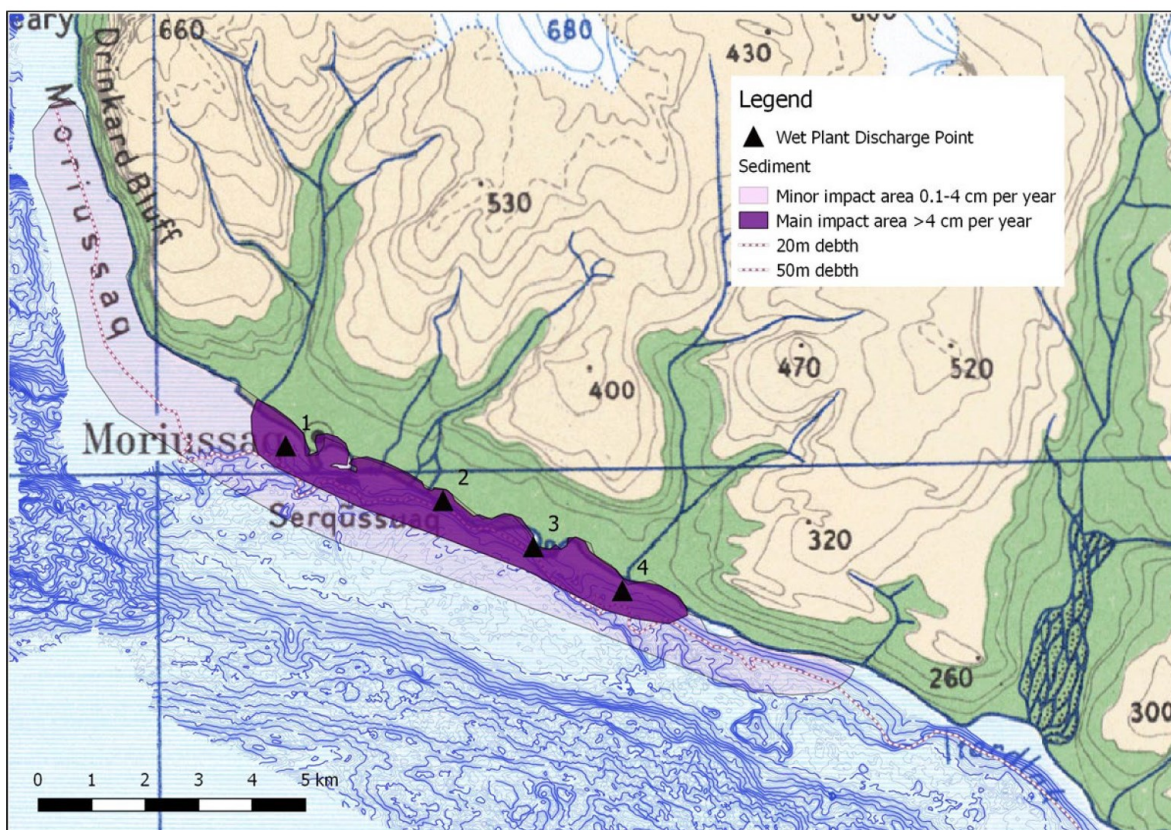 eary
660
680
430
Drinkard Bluff
Moriussaq
530
Legend
Wet Plant Discharge Point
Sediment
Minor impact area 0.1-4 cm per year
Main impact area >4 cm per year
20m debth
50m debth
400
470
520
1
Moriussaq
2
Serqússuaq
3
320
4
260
300
0 1 2 3 4 5 km